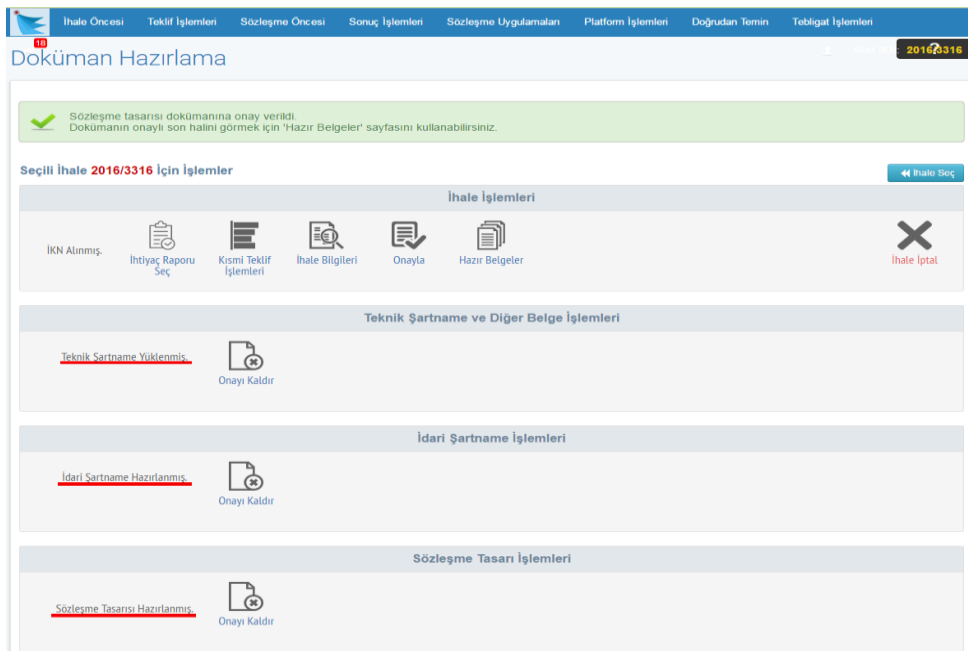 İhale Öncesi Teklif İşlemleri Sözleşme Öncesi Sonuç İşlemleri Sözleşme Uygulamaları Platform İşlemleri Doğrudan Temin Tebligat İşlemleri
18
Doküman Hazırlama
2016/3316
Sözleşme tasarısı dokümanına onay verildi.
Dokümanın onaylı son halini görmek için 'Hazır Belgeler' sayfasını kullanabilirsiniz.
Seçili İhale 2016/3316 İçin İşlemler
İhale Seç
İhale İşlemleri
İKN Alınmış.
İhtiyaç Raporu
Seç
Kısmi Teklif
İşlemleri
İhale Bilgileri
Onayla
Hazır Belgeler
İhale İptal
Teknik Şartname ve Diğer Belge İşlemleri
Teknik Şartname Yüklenmiş.
Onayı Kaldır
İdari Şartname İşlemleri
İdari Şartname Hazırlanmış.
Onayı Kaldır
Sözleşme Tasarı İşlemleri
Sözleşme Tasarısı Hazırlanmış.
Onayı Kaldır